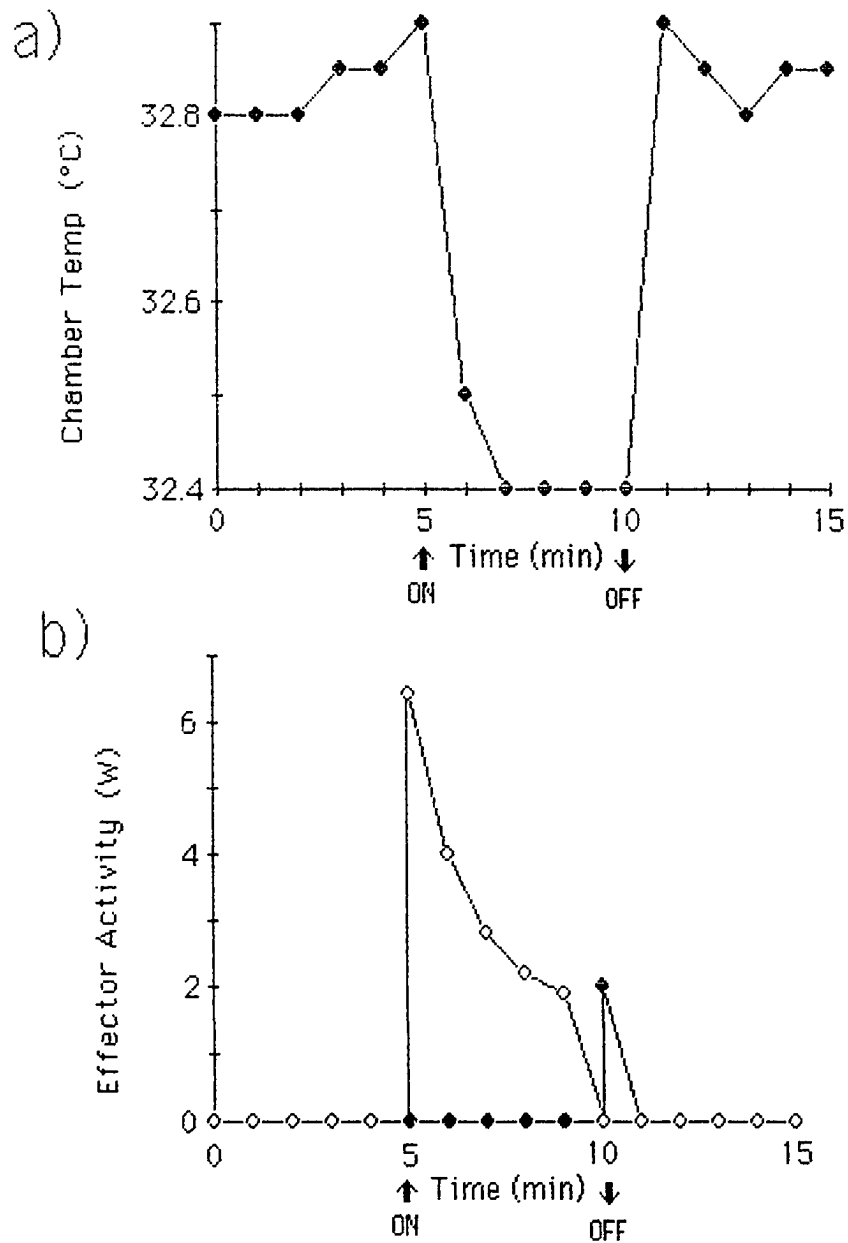 a)
Chamber Temp (°C)
32.8
32.6
32.4
0 5 10 15
Time (min)
ON OFF
b)
Effector Activity (W)
6
4
2
0
0 5 10 15
Time (min)
ON OFF